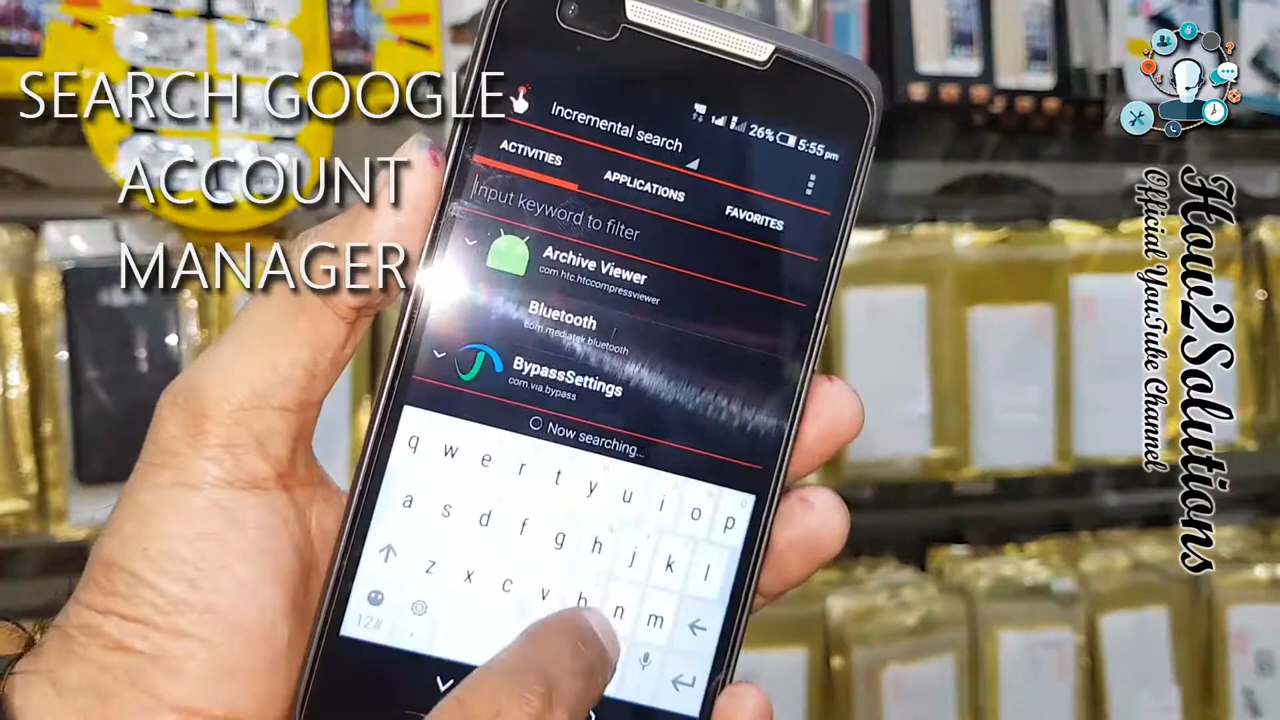 SEARCH GOOGLE
ACCOUNT
MANAGER
Incremental search
26%
5:55 pm
ACTIVITIES
APPLICATIONS
FAVORITES
Input keyword to filter
Archive Viewer
com.htc.htccompressviewer
Bluetooth
com.mediatek.bluetooth
BypassSettings
com.via.bypass
Now searching...
q w e r t y u i o p
a s d f g h j k l
z x c v b n m
12#
How2Solutions
Official YouTube Channel